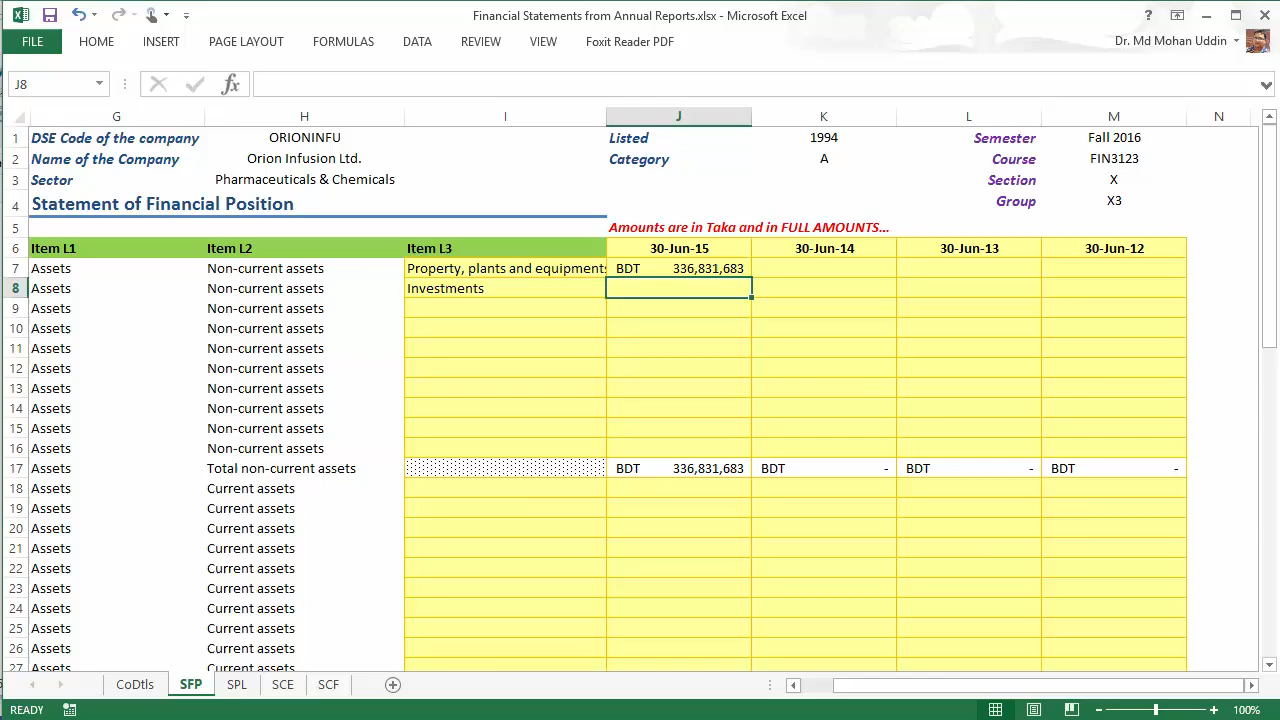 Financial Statements from Annual Reports.xlsx - Microsoft Excel
FILE HOME INSERT PAGE LAYOUT FORMULAS DATA REVIEW VIEW Foxit Reader PDF Dr. Md Mohan Uddin
J8 fx
G H I J K L M N
1 DSE Code of the company ORIONINFU Listed 1994 Semester Fall 2016
2 Name of the Company Orion Infusion Ltd. Category A Course FIN3123
3 Sector Pharmaceuticals & Chemicals Section X
4 Statement of Financial Position Group X3
5 Amounts are in Taka and in FULL AMOUNTS...
6 Item L1 Item L2 Item L3 30-Jun-15 30-Jun-14 30-Jun-13 30-Jun-12
7 Assets Non-current assets Property, plants and equipments BDT 336,831,683
8 Assets Non-current assets Investments
9 Assets Non-current assets
10 Assets Non-current assets
11 Assets Non-current assets
12 Assets Non-current assets
13 Assets Non-current assets
14 Assets Non-current assets
15 Assets Non-current assets
16 Assets Non-current assets
17 Assets Total non-current assets BDT 336,831,683 BDT - BDT - BDT -
18 Assets Current assets
19 Assets Current assets
20 Assets Current assets
21 Assets Current assets
22 Assets Current assets
23 Assets Current assets
24 Assets Current assets
25 Assets Current assets
26 Assets Current assets
27 Assets Current assets
CoDtls SFP SPL SCE SCF
READY 100%